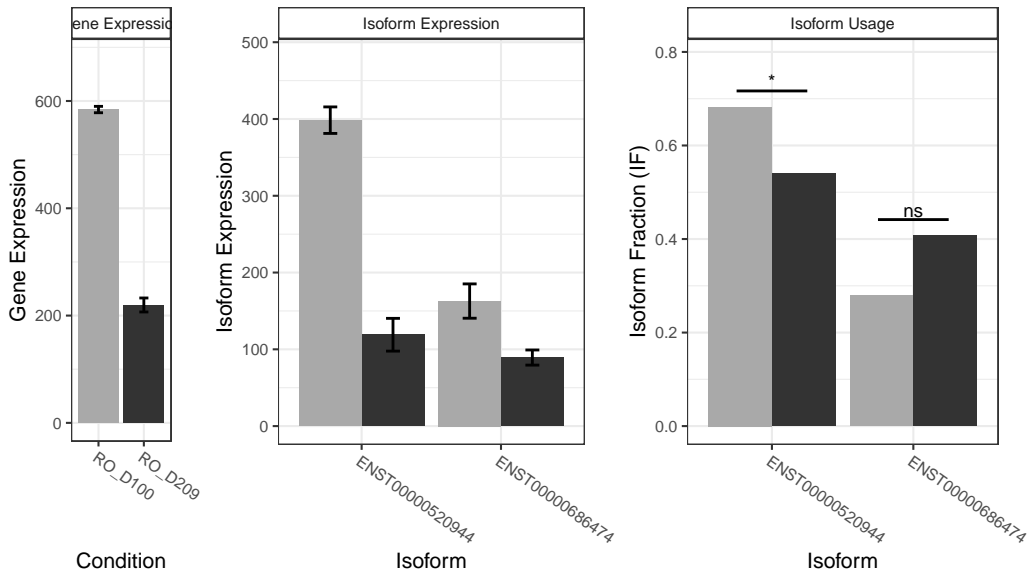 ene Expressio
Gene Expression
600
400
200
0
RO_D100
RO_D209
Condition
Isoform Expression
Isoform Expression
500
400
300
200
100
0
ENST00000520944
ENST00000686474
Isoform
Isoform Usage
Isoform Fraction (IF)
0.8
0.6
0.4
0.2
0.0
*
ns
ENST00000520944
ENST00000686474
Isoform